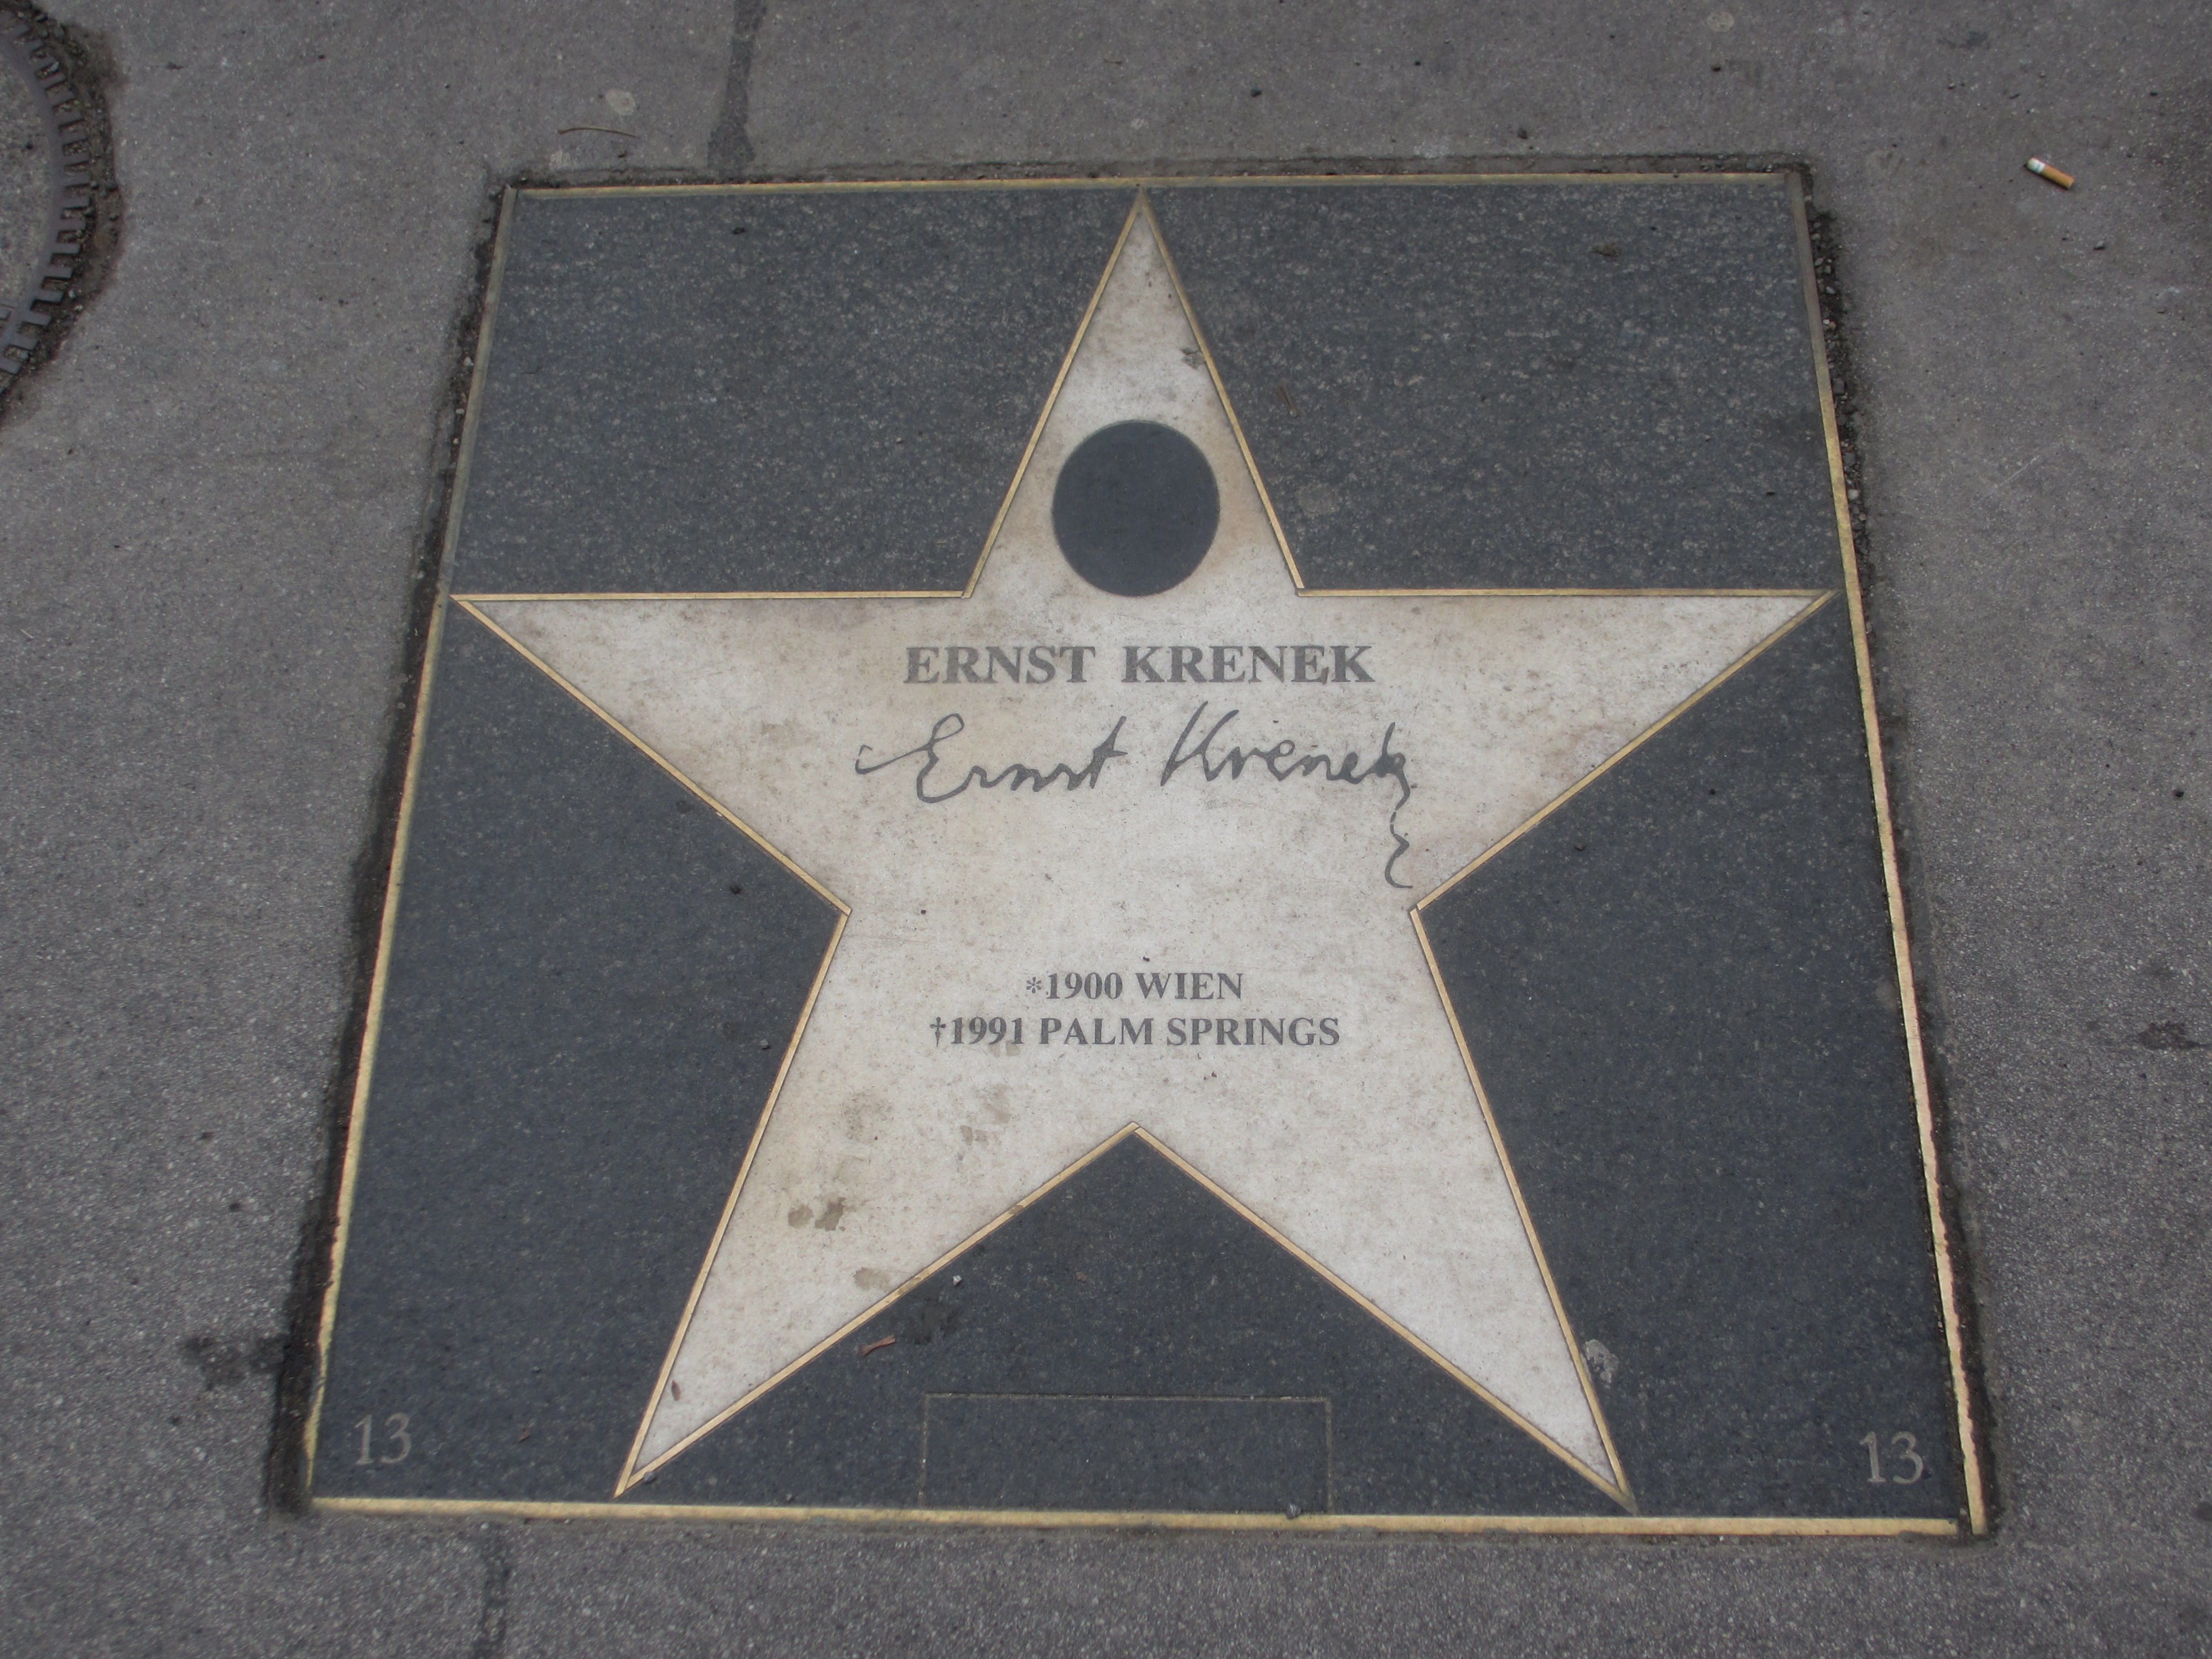 ERNST KRENEK
Ernst Krenek
*1900 WIEN
†1991 PALM SPRINGS
13
13